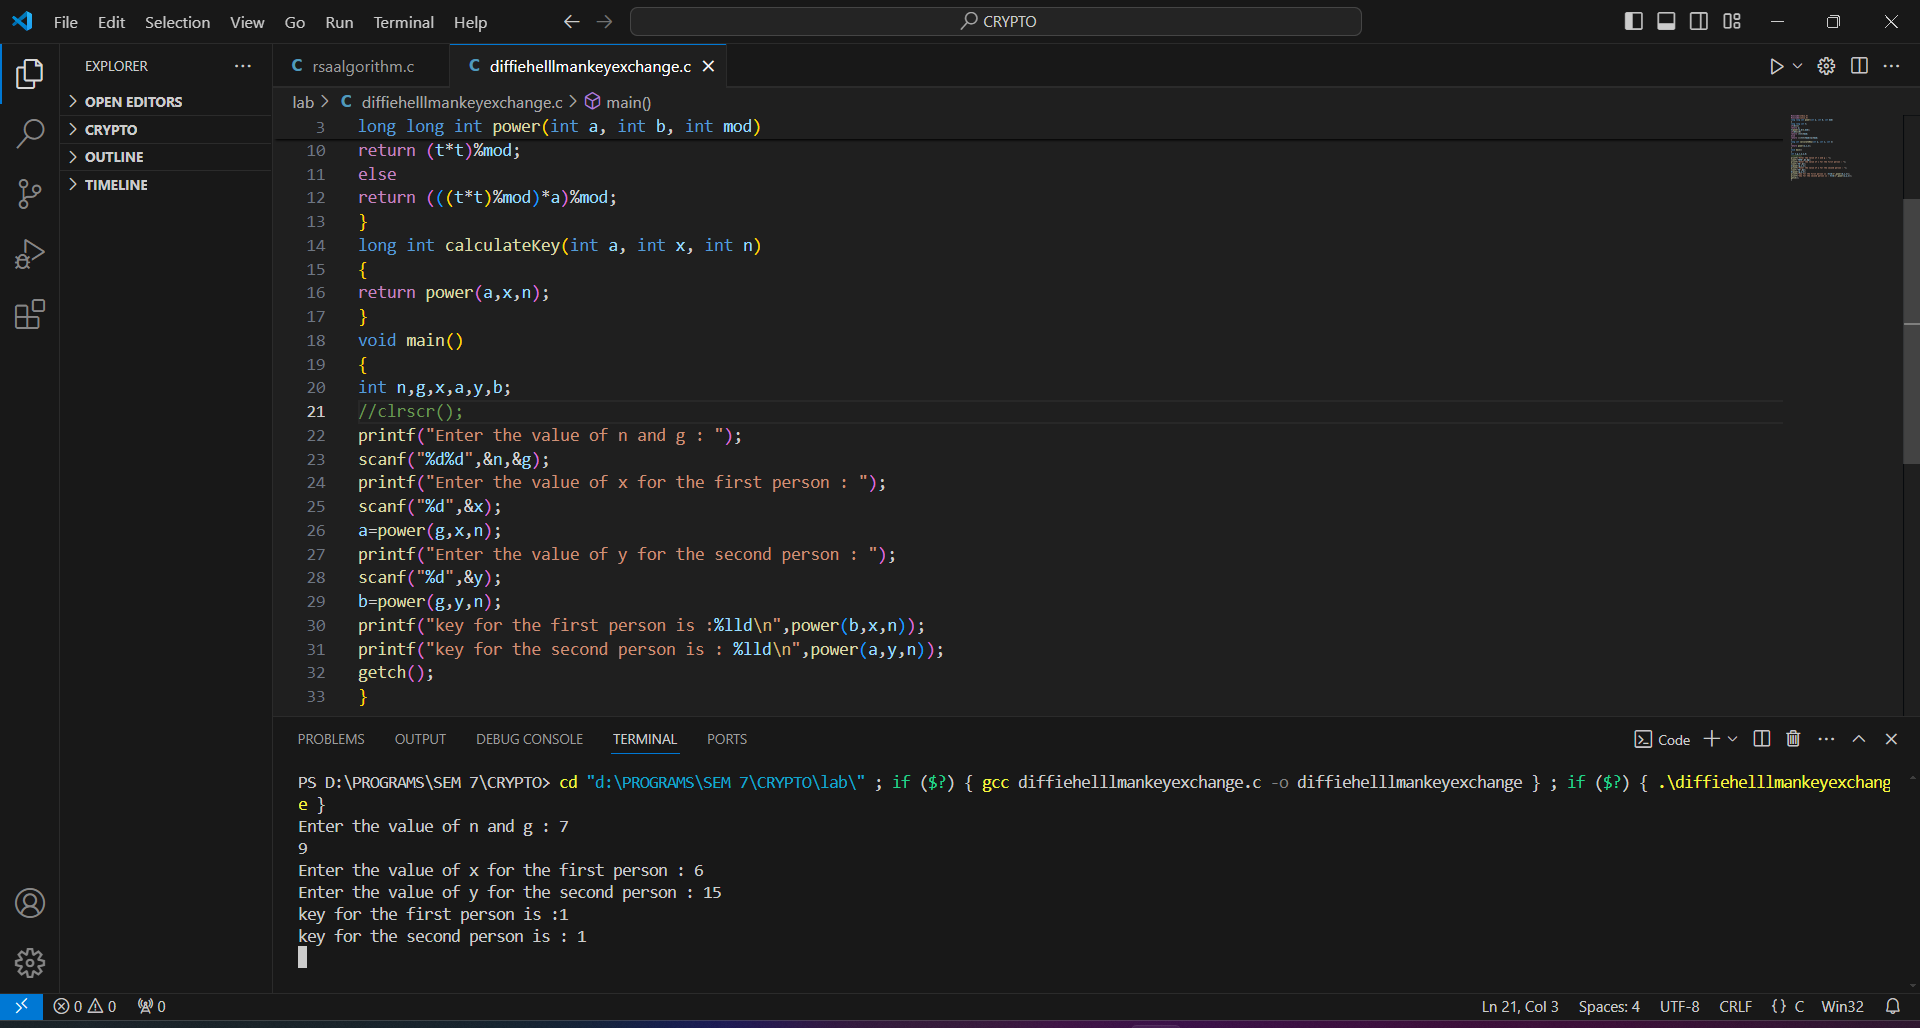 File Edit Selection View Go Run Terminal Help
CRYPTO
EXPLORER
OPEN EDITORS
CRYPTO
OUTLINE
TIMELINE
C rsaalgorithm.c
C diffiehelllmankeyexchange.c
lab > C diffiehelllmankeyexchange.c > main()
3 long long int power(int a, int b, int mod)
10 return (t*t)%mod;
11 else
12 return (((t*t)%mod)*a)%mod;
13 }
14 long int calculateKey(int a, int x, int n)
15 {
16 return power(a,x,n);
17 }
18 void main()
19 {
20 int n,g,x,a,y,b;
21 //clrscr();
22 printf("Enter the value of n and g : ");
23 scanf("%d%d",&n,&g);
24 printf("Enter the value of x for the first person : ");
25 scanf("%d",&x);
26 a=power(g,x,n);
27 printf("Enter the value of y for the second person : ");
28 scanf("%d",&y);
29 b=power(g,y,n);
30 printf("key for the first person is :%lld\n",power(b,x,n));
31 printf("key for the second person is : %lld\n",power(a,y,n));
32 getch();
33 }
PROBLEMS OUTPUT DEBUG CONSOLE TERMINAL PORTS
Code
PS D:\PROGRAMS\SEM 7\CRYPTO> cd "d:\PROGRAMS\SEM 7\CRYPTO\lab\" ; if ($?) { gcc diffiehelllmankeyexchange.c -o diffiehelllmankeyexchange } ; if ($?) { .\diffiehelllmankeyexchang
e }
Enter the value of n and g : 7
9
Enter the value of x for the first person : 6
Enter the value of y for the second person : 15
key for the first person is :1
key for the second person is : 1
0 0 0
Ln 21, Col 3 Spaces: 4 UTF-8 CRLF {} C Win32